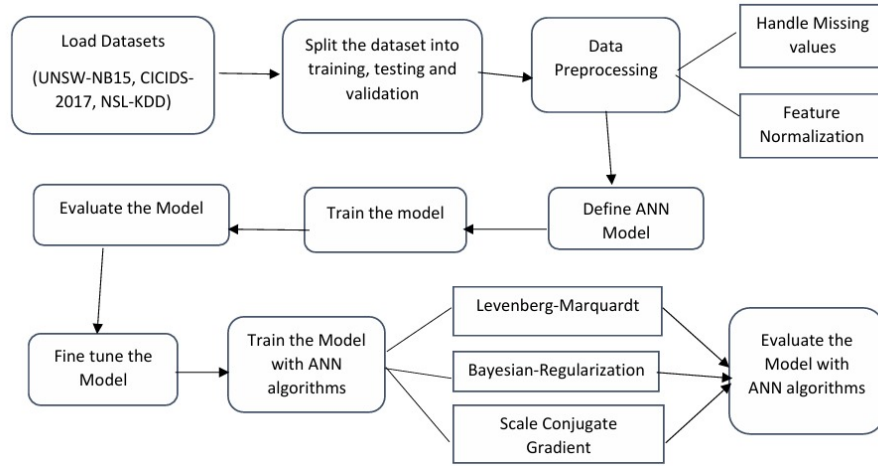 Load Datasets
(UNSW-NB15, CICIDS-
2017, NSL-KDD)
Split the dataset into
training, testing and
validation
Data
Preprocessing
Handle Missing
values
Feature
Normalization
Define ANN
Model
Train the model
Evaluate the Model
Fine tune the
Model
Train the Model
with ANN
algorithms
Levenberg-Marquardt
Bayesian-Regularization
Scale Conjugate
Gradient
Evaluate the
Model with
ANN algorithms